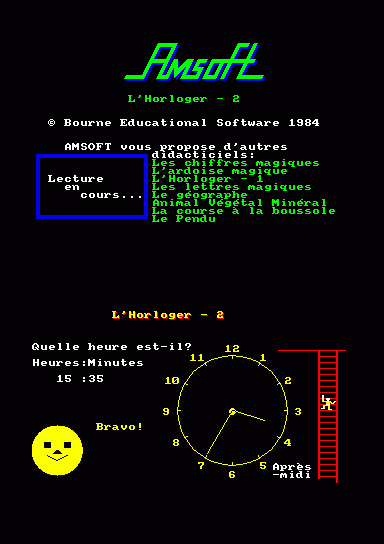 Amsoft
L'Horloger - 2
© Bourne Educational Software 1984
AMSOFT vous propose d'autres
didacticiels:
Les chiffres magiques
L'ardoise magique
L'Horloger - 1
Les lettres magiques
Le géographe
Animal Végétal Minéral
La course à la boussole
Le Pendu
Lecture
en
cours...
L'Horloger - 2
Quelle heure est-il?
Heures:Minutes
15 :35
Bravo!
12
11 1
10 2
9 3
8 4
7 5
6
Après
-midi